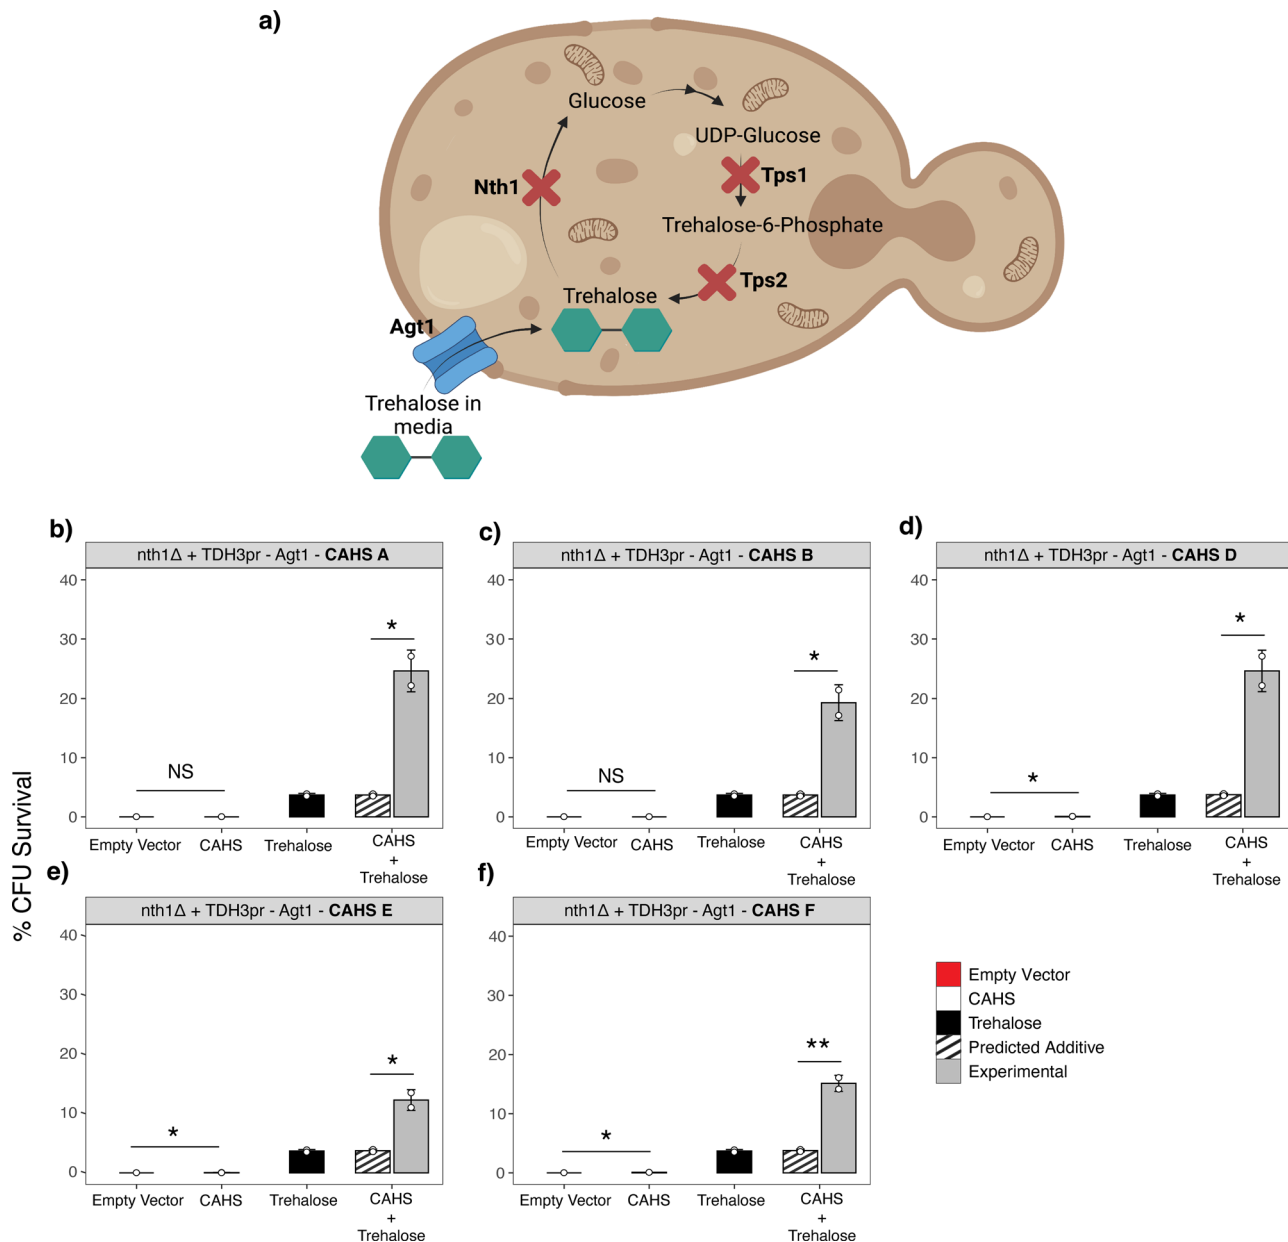 a)
Glucose
UDP-Glucose
Nth1
Tps1
Trehalose-6-Phosphate
Tps2
Trehalose
Agt1
Trehalose in
media
b)
nth1Δ + TDH3pr - Agt1 - CAHS A
40
30
20
10
0
NS
*
Empty Vector
CAHS
Trehalose
CAHS
+
Trehalose
c)
nth1Δ + TDH3pr - Agt1 - CAHS B
40
30
20
10
0
NS
*
Empty Vector
CAHS
Trehalose
CAHS
+
Trehalose
d)
nth1Δ + TDH3pr - Agt1 - CAHS D
40
30
20
10
0
*
*
Empty Vector
CAHS
Trehalose
CAHS
+
Trehalose
% CFU Survival
e)
nth1Δ + TDH3pr - Agt1 - CAHS E
40
30
20
10
0
*
*
Empty Vector
CAHS
Trehalose
CAHS
+
Trehalose
f)
nth1Δ + TDH3pr - Agt1 - CAHS F
40
30
20
10
0
*
**
Empty Vector
CAHS
Trehalose
CAHS
+
Trehalose
Empty Vector
CAHS
Trehalose
Predicted Additive
Experimental